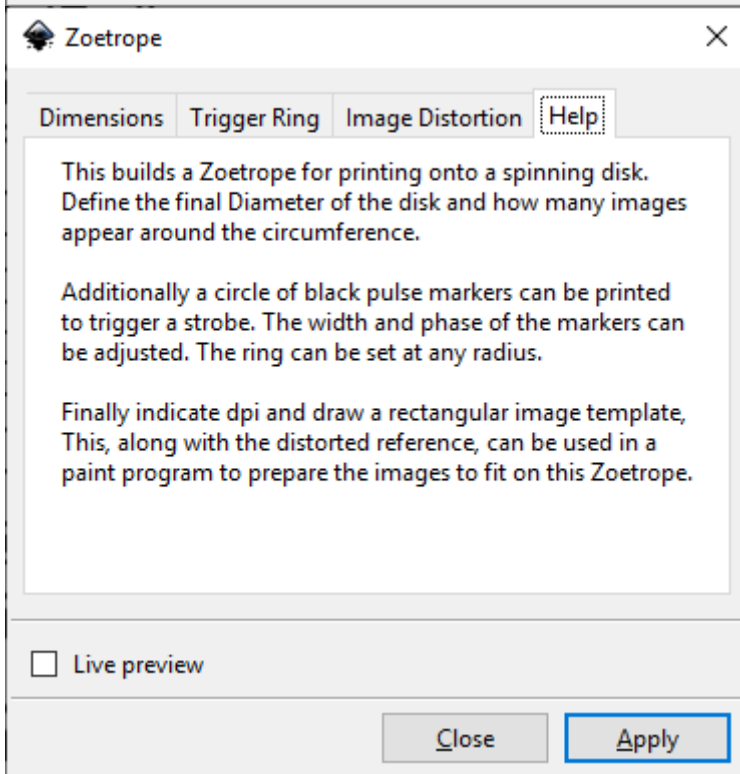 Zoetrope
Dimensions Trigger Ring Image Distortion Help
This builds a Zoetrope for printing onto a spinning disk.
Define the final Diameter of the disk and how many images
appear around the circumference.
Additionally a circle of black pulse markers can be printed
to trigger a strobe. The width and phase of the markers can
be adjusted. The ring can be set at any radius.
Finally indicate dpi and draw a rectangular image template,
This, along with the distorted reference, can be used in a
paint program to prepare the images to fit on this Zoetrope.
Live preview
Close Apply